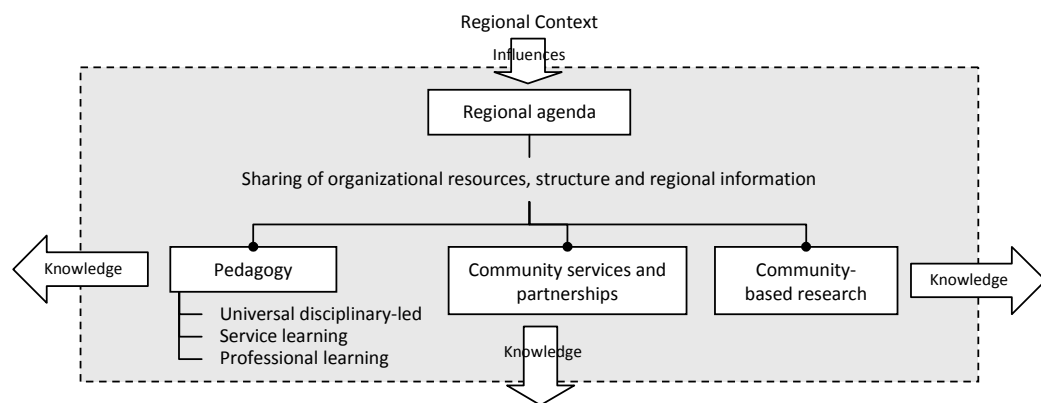 Regional Context
Influences
Regional agenda
Sharing of organizational resources, structure and regional information
Knowledge
Pedagogy
Community services and
partnerships
Community-
based research
Knowledge
Universal disciplinary-led
Service learning
Professional learning
Knowledge